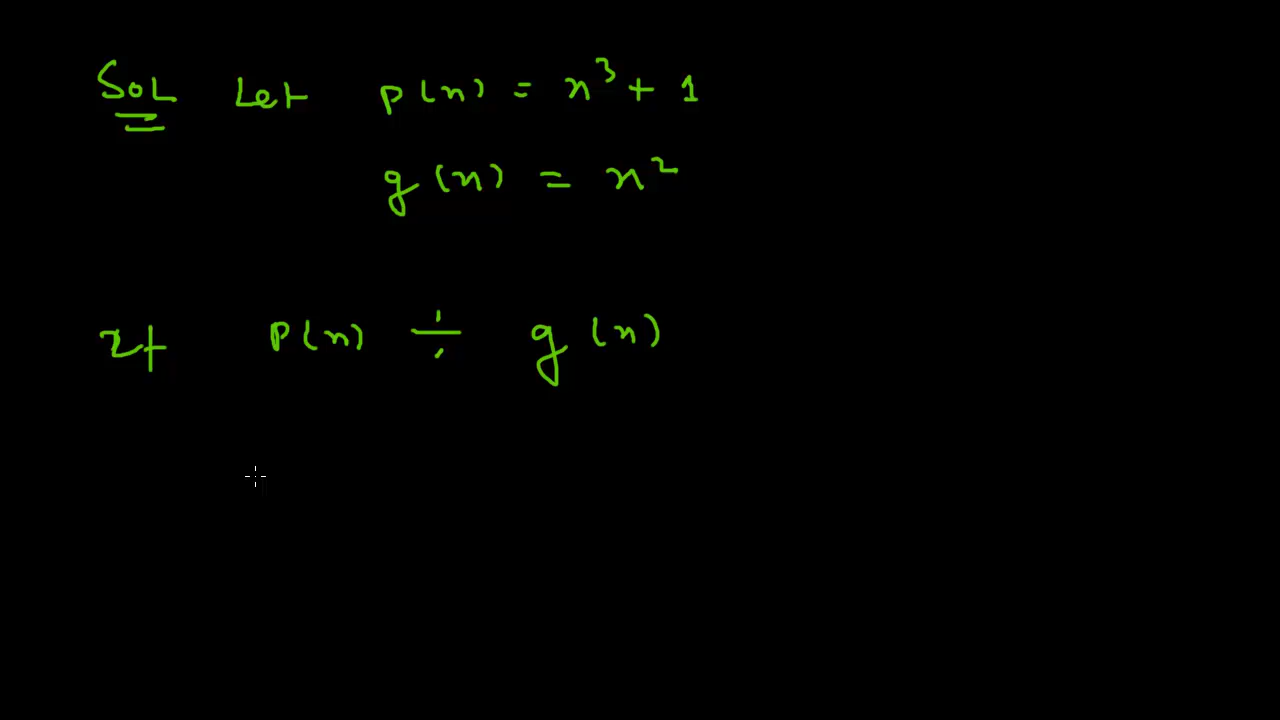 SOL Let p(x) = x³ + 1
g(x) = x²
If p(x) ÷ g(x)